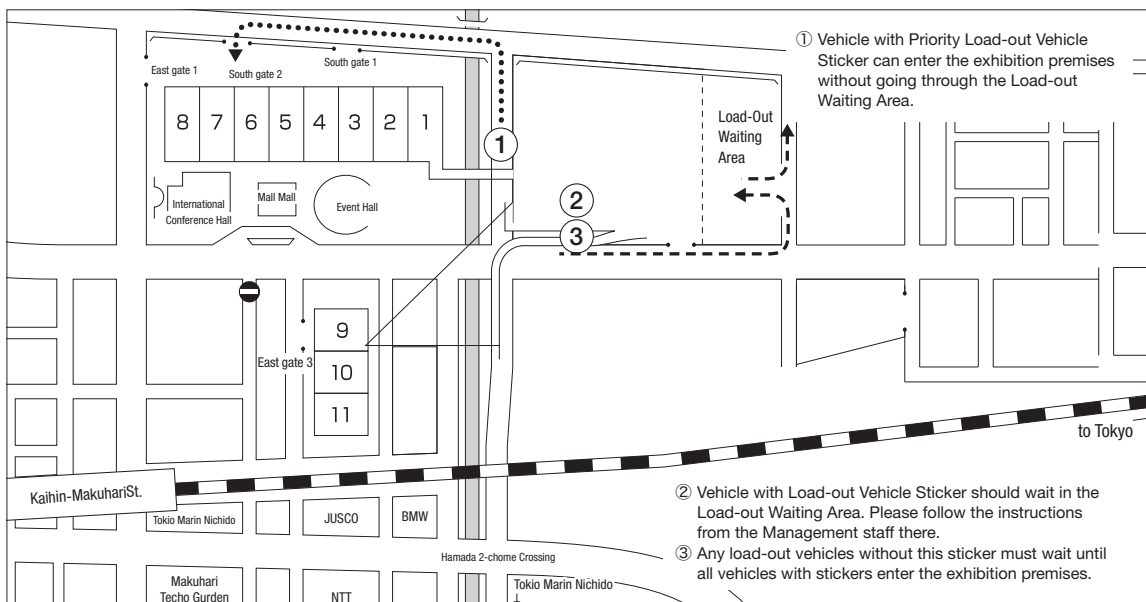 ① Vehicle with Priority Load-out Vehicle
Sticker can enter the exhibition premises
without going through the Load-out
Waiting Area.
East gate 1
South gate 2
South gate 1
8
7
6
5
4
3
2
1
①
Load-Out
Waiting
Area
International
Conference Hall
Mall Mall
Event Hall
②
③
East gate 3
9
10
11
to Tokyo
Kaihin-MakuhariSt.
Tokio Marin Nichido
JUSCO
BMW
② Vehicle with Load-out Vehicle Sticker should wait in the
Load-out Waiting Area. Please follow the instructions
from the Management staff there.
③ Any load-out vehicles without this sticker must wait until
all vehicles with stickers enter the exhibition premises.
Hamada 2-chome Crossing
Makuhari
Techo Gurden
NTT
Tokio Marin Nichido